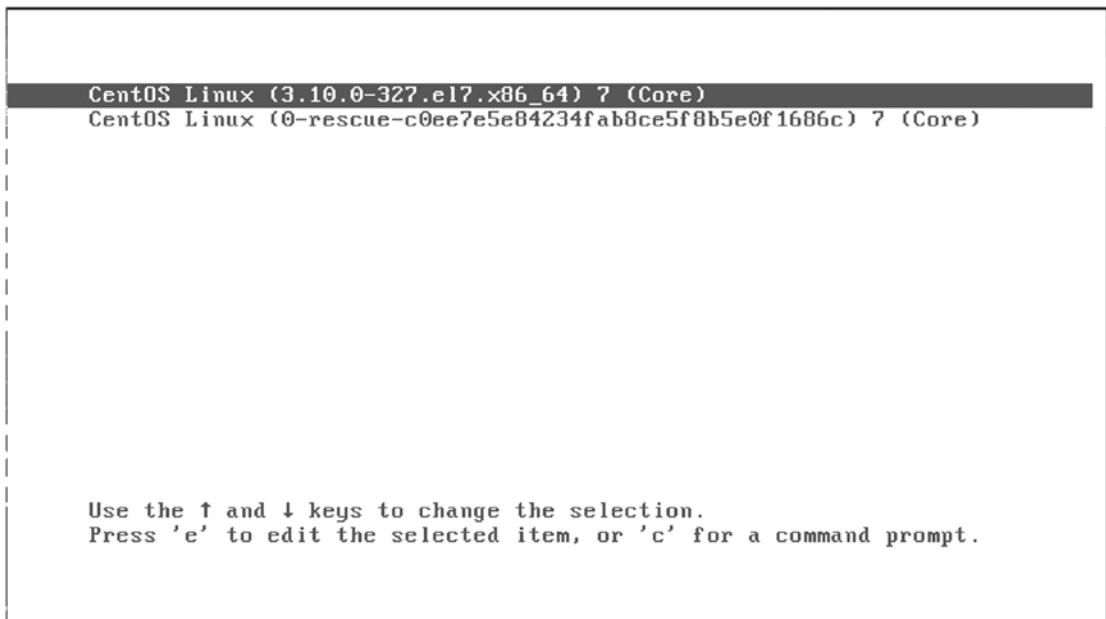 CentOS Linux (3.10.0-327.el7.x86_64) 7 (Core)
CentOS Linux (0-rescue-c0ee7e5e84234fab8ce5f8b5e0f1686c) 7 (Core)
Use the ↑ and ↓ keys to change the selection.
Press 'e' to edit the selected item, or 'c' for a command prompt.